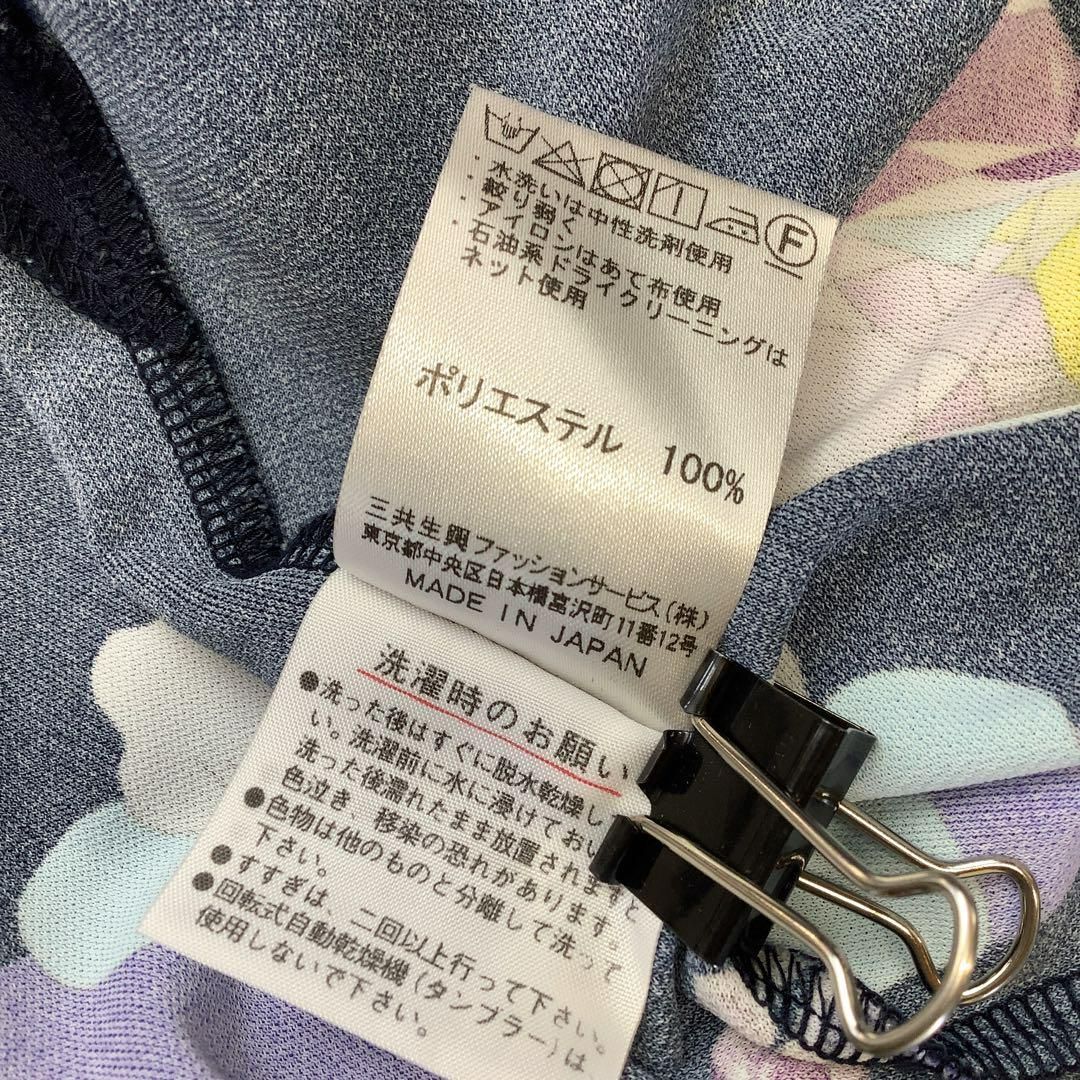 ・水洗いは中性洗剤使用
・絞り弱く
・アイロンはあて布使用
・石油系ドライクリーニングは
ネット使用
F
ポリエステル 100%
三共生興ファッションサービス(株)
東京都中央区日本橋富沢町11番12号
MADE IN JAPAN
洗濯時のお願い
●洗った後はすぐに脱水乾燥し
い。洗濯前に水に浸けておい
洗った後濡れたまま放置されますと
色泣き、移染の恐れがあります。
●色物は他のものと分離して洗って
下さい。
●すすぎは、二回以上行って下さい。
●回転式自動乾燥機(タンブラー)は、
使用しないで下さい。